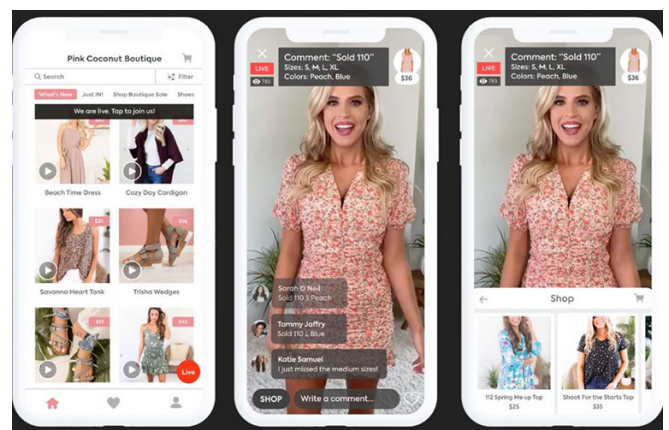 Pink Coconut Boutique
Search
Filter
What's New
Just IN!
Shop Boutique Sale
Shoes
We are live. Tap to join us!
Beach Time Dress
Cozy Day Cardigan
$31
Savanna Heart Tank
Trisha Wedges
$42
Live
Comment: "Sold 110"
Sizes: S, M, L, XL
Colors: Peach, Blue
LIVE
$36
Sarah O'Neil
Sold 110 S Peach
Tammy Jaffry
Sold 110 L Blue
Katie Samuel
I just missed the medium sizes!
SHOP
Write a comment...
Comment: "Sold 110"
Sizes: S, M, L, XL
Colors: Peach, Blue
LIVE
$36
Shop
112 Spring Me up Top
$25
Shoot For the Starts Top
$35